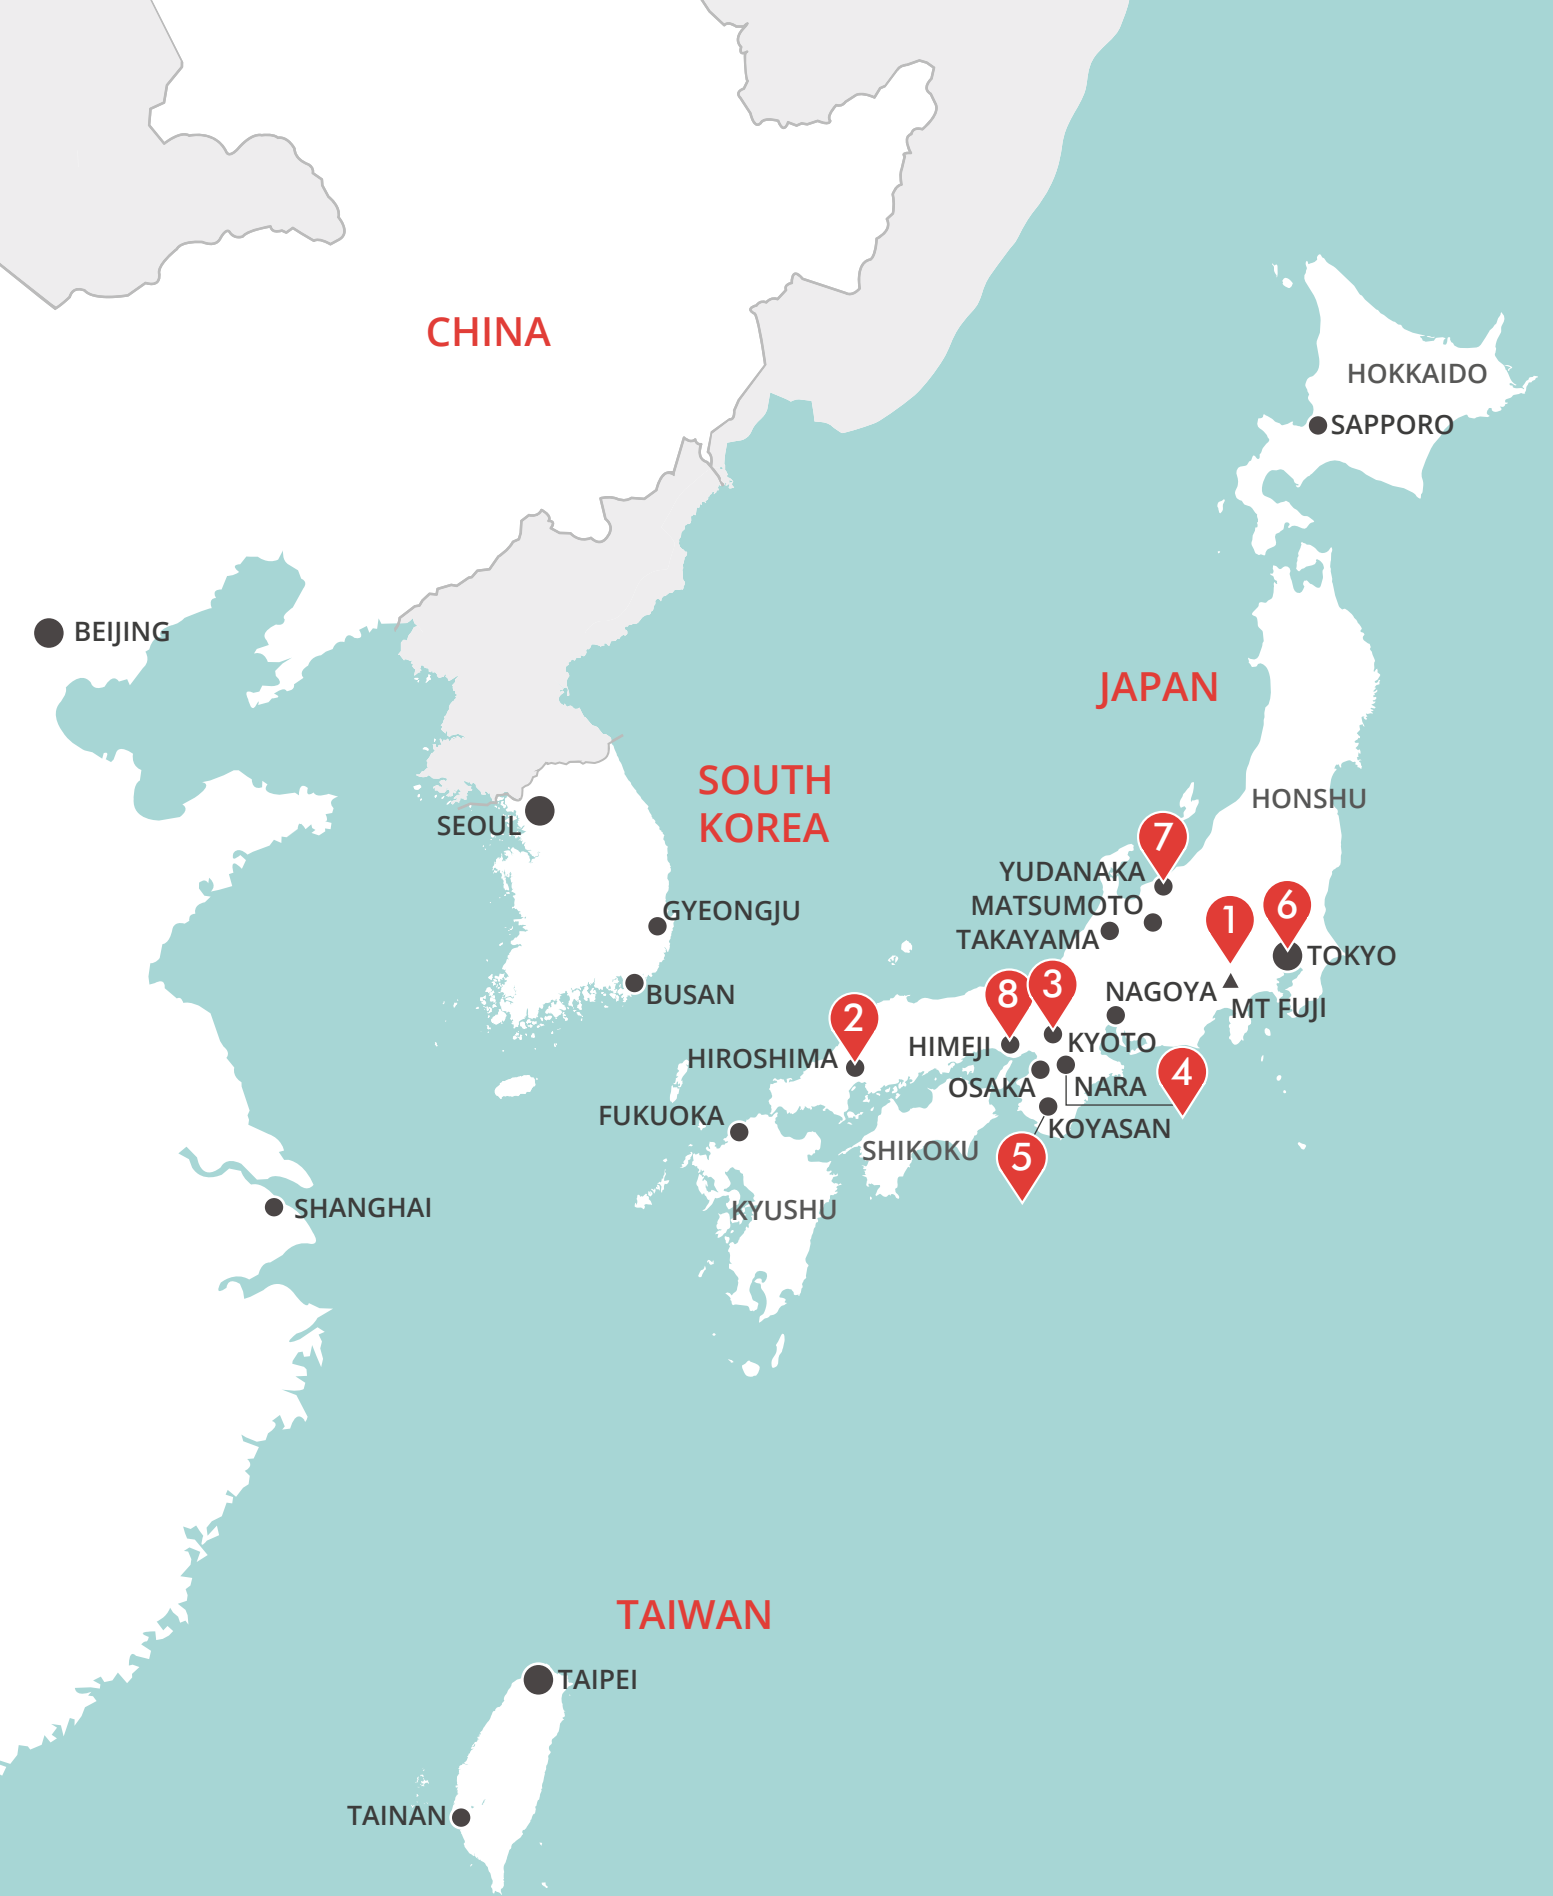 CHINA
HOKKAIDO
SAPPORO
BEIJING
JAPAN
SOUTH
KOREA
HONSHU
SEOUL
7
YUDANAKA
MATSUMOTO
TAKAYAMA
GYEONGJU
1
6
TOKYO
BUSAN
8
3
NAGOYA
MT FUJI
2
HIROSHIMA
HIMEJI
KYOTO
OSAKA
NARA
4
FUKUOKA
KOYASAN
SHIKOKU
5
SHANGHAI
KYUSHU
TAIWAN
TAIPEI
TAINAN